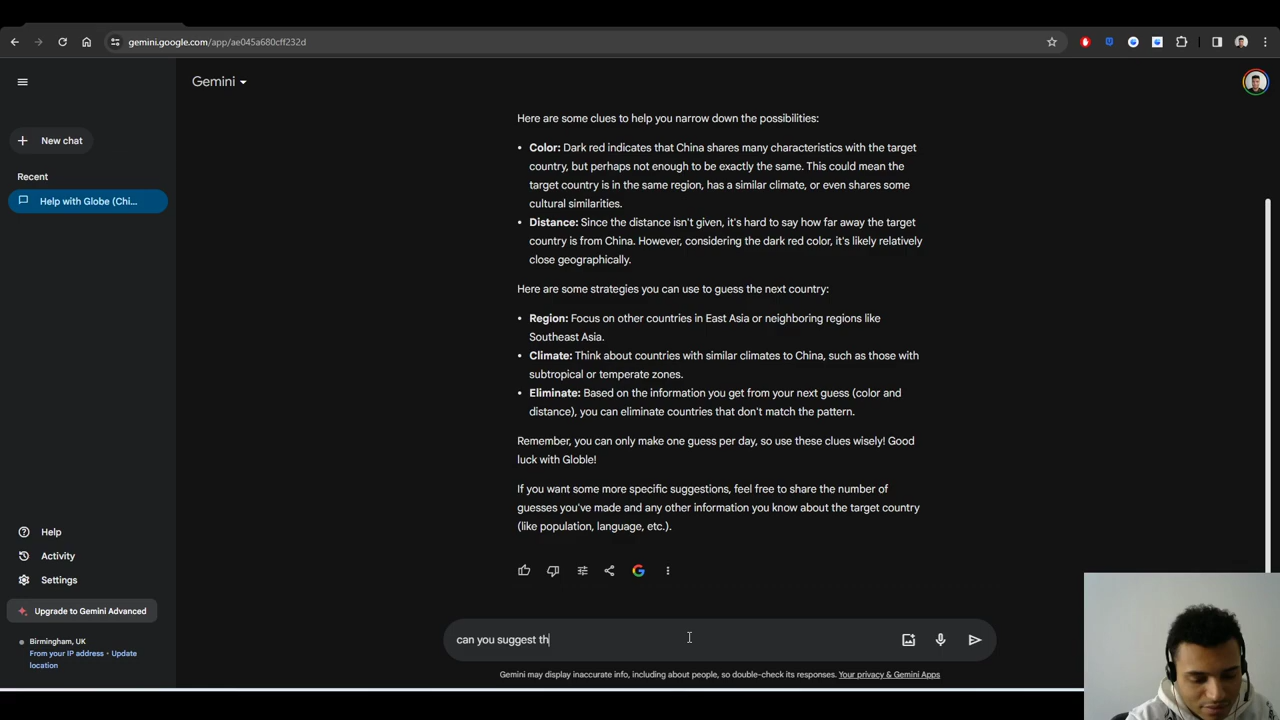 gemini.google.com/app/ae045a680cff232d
Gemini
New chat
Recent
Help with Globe (Chi...
Here are some clues to help you narrow down the possibilities:
• Color: Dark red indicates that China shares many characteristics with the target
country, but perhaps not enough to be exactly the same. This could mean the
target country is in the same region, has a similar climate, or even shares some
cultural similarities.
• Distance: Since the distance isn't given, it's hard to say how far away the target
country is from China. However, considering the dark red color, it's likely relatively
close geographically.
Here are some strategies you can use to guess the next country:
• Region: Focus on other countries in East Asia or neighboring regions like
Southeast Asia.
• Climate: Think about countries with similar climates to China, such as those with
subtropical or temperate zones.
• Eliminate: Based on the information you get from your next guess (color and
distance), you can eliminate countries that don't match the pattern.
Remember, you can only make one guess per day, so use these clues wisely! Good
luck with Globle!
If you want some more specific suggestions, feel free to share the number of
guesses you've made and any other information you know about the target country
(like population, language, etc.).
Help
Activity
Settings
Upgrade to Gemini Advanced
Birmingham, UK
From your IP address • Update
location
can you suggest th
Gemini may display inaccurate info, including about people, so double-check its responses. Your privacy & Gemini Apps